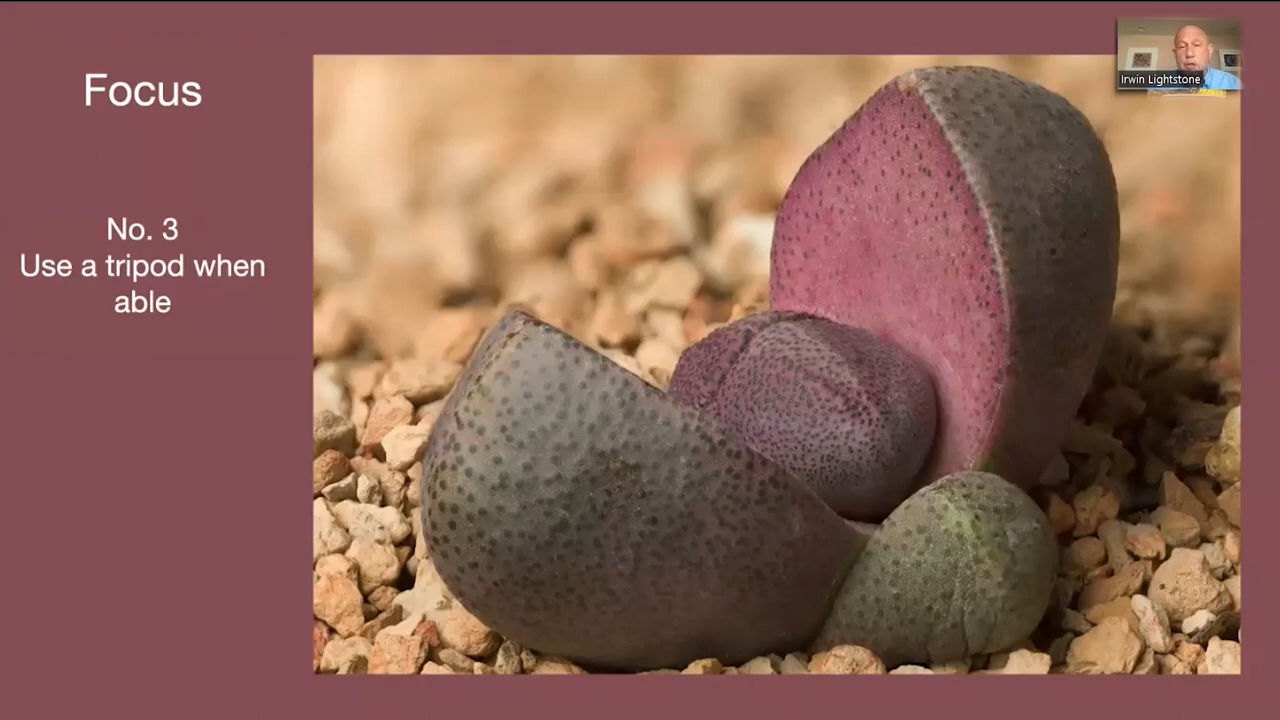 Focus
No. 3
Use a tripod when
able
Irwin Lightstone